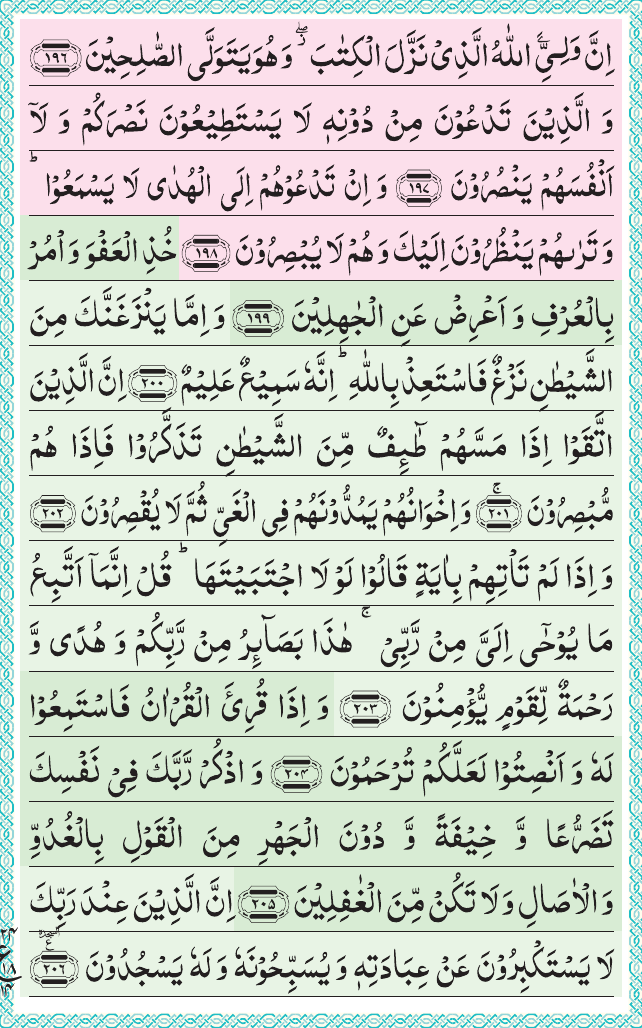 اِنَّ وَلِیِّۦَ اللّٰهُ الَّذِیْ نَزَّلَ الْكِتٰبَ ۖ٘ وَ هُوَ یَتَوَلَّی الصّٰلِحِیْنَ ﴿۱۹۶﴾
وَ الَّذِیْنَ تَدْعُوْنَ مِنْ دُوْنِهٖ لَا یَسْتَطِیْعُوْنَ نَصْرَكُمْ وَ لَاۤ
اَنْفُسَهُمْ یَنْصُرُوْنَ ﴿۱۹۷﴾ وَ اِنْ تَدْعُوْهُمْ اِلَی الْهُدٰی لَا یَسْمَعُوْا ؕ
وَ تَرٰىهُمْ یَنْظُرُوْنَ اِلَیْكَ وَ هُمْ لَا یُبْصِرُوْنَ ﴿۱۹۸﴾ خُذِ الْعَفْوَ وَ اْمُرْ
بِالْعُرْفِ وَ اَعْرِضْ عَنِ الْجٰهِلِیْنَ ﴿۱۹۹﴾ وَ اِمَّا یَنْزَغَنَّكَ مِنَ
الشَّیْطٰنِ نَزْغٌ فَاسْتَعِذْ بِاللّٰهِ ؕ اِنَّهٗ سَمِیْعٌ عَلِیْمٌ ﴿۲۰۰﴾ اِنَّ الَّذِیْنَ
اتَّقَوْا اِذَا مَسَّهُمْ طٰٓىِٕفٌ مِّنَ الشَّیْطٰنِ تَذَكَّرُوْا فَاِذَا هُمْ
مُّبْصِرُوْنَ ﴿۲۰۱﴾ۚ وَ اِخْوَانُهُمْ یَمُدُّوْنَهُمْ فِی الْغَیِّ ثُمَّ لَا یُقْصِرُوْنَ ﴿۲۰۲﴾
وَ اِذَا لَمْ تَاْتِهِمْ بِاٰیَةٍ قَالُوْا لَوْ لَا اجْتَبَیْتَهَا ؕ قُلْ اِنَّمَاۤ اَتَّبِعُ
مَا یُوْحٰۤی اِلَیَّ مِنْ رَّبِّیْ ۚ هٰذَا بَصَآىِٕرُ مِنْ رَّبِّكُمْ وَ هُدًی وَّ
رَحْمَةٌ لِّقَوْمٍ یُّؤْمِنُوْنَ ﴿۲۰۳﴾ وَ اِذَا قُرِئَ الْقُرْاٰنُ فَاسْتَمِعُوْا
لَهٗ وَ اَنْصِتُوْا لَعَلَّكُمْ تُرْحَمُوْنَ ﴿۲۰۴﴾ وَ اذْكُرْ رَّبَّكَ فِیْ نَفْسِكَ
تَضَرُّعًا وَّ خِیْفَةً وَّ دُوْنَ الْجَهْرِ مِنَ الْقَوْلِ بِالْغُدُوِّ
وَ الْاٰصَالِ وَ لَا تَكُنْ مِّنَ الْغٰفِلِیْنَ ﴿۲۰۵﴾ اِنَّ الَّذِیْنَ عِنْدَ رَبِّكَ
لَا یَسْتَكْبِرُوْنَ عَنْ عِبَادَتِهٖ وَ یُسَبِّحُوْنَهٗ وَ لَهٗ یَسْجُدُوْنَ ﴿۲۰۶﴾